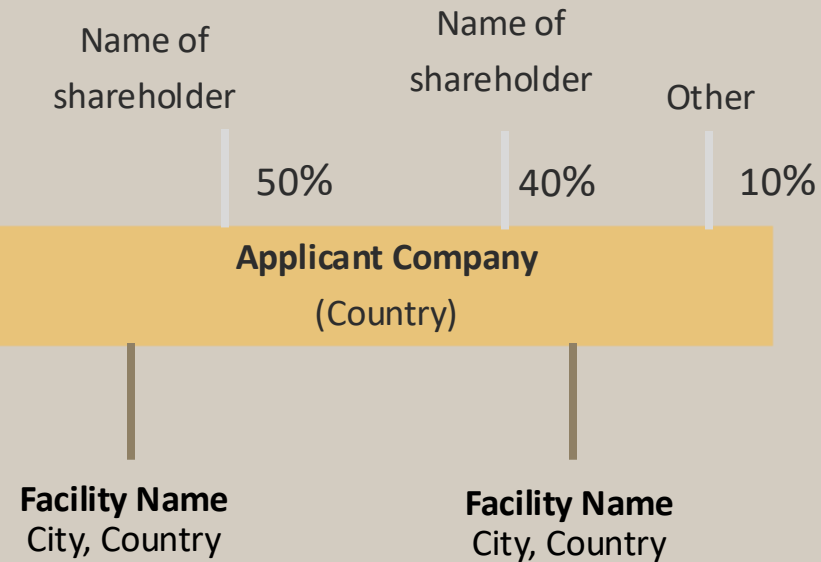 Name of
shareholder
Name of
shareholder
Other
50%
40%
10%
Applicant Company
(Country)
Facility Name
City, Country
Facility Name
City, Country